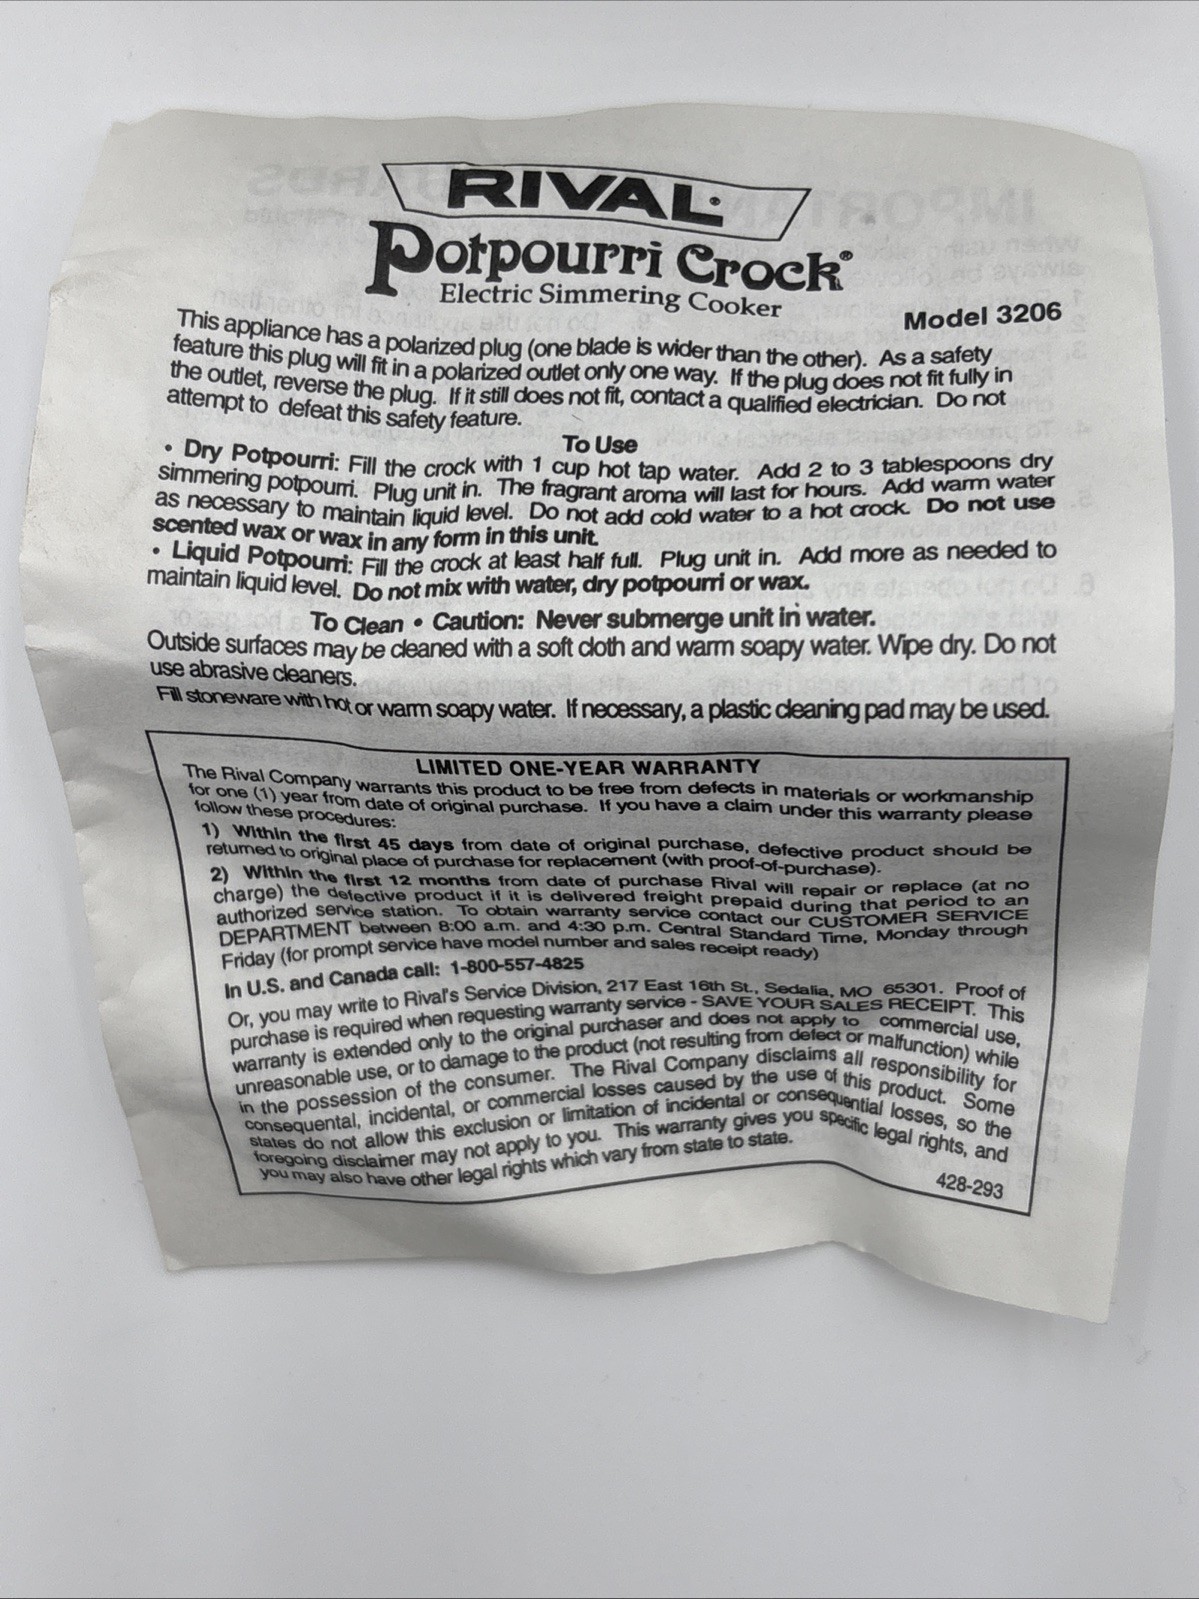 RIVAL®
Potpourri Crock®
Electric Simmering Cooker
Model 3206
This appliance has a polarized plug (one blade is wider than the other). As a safety
feature this plug will fit in a polarized outlet only one way. If the plug does not fit fully in
the outlet, reverse the plug. If it still does not fit, contact a qualified electrician. Do not
attempt to defeat this safety feature.
To Use
• Dry Potpourri: Fill the crock with 1 cup hot tap water. Add 2 to 3 tablespoons dry
simmering potpourri. Plug unit in. The fragrant aroma will last for hours. Add warm water
as necessary to maintain liquid level. Do not add cold water to a hot crock. Do not use
scented wax or wax in any form in this unit.
• Liquid Potpourri: Fill the crock at least half full. Plug unit in. Add more as needed to
maintain liquid level. Do not mix with water, dry potpourri or wax.
To Clean • Caution: Never submerge unit in water.
Outside surfaces may be cleaned with a soft cloth and warm soapy water. Wipe dry. Do not
use abrasive cleaners.
Fill stoneware with hot or warm soapy water. If necessary, a plastic cleaning pad may be used.
LIMITED ONE-YEAR WARRANTY
The Rival Company warrants this product to be free from defects in materials or workmanship
for one (1) year from date of original purchase. If you have a claim under this warranty please
follow these procedures:
1) Within the first 45 days from date of original purchase, defective product should be
returned to original place of purchase for replacement (with proof-of-purchase).
2) Within the first 12 months from date of purchase Rival will repair or replace (at no
charge) the defective product if it is delivered freight prepaid during that period to an
authorized service station. To obtain warranty service contact our CUSTOMER SERVICE
DEPARTMENT between 8:00 a.m. and 4:30 p.m. Central Standard Time, Monday through
Friday (for prompt service have model number and sales receipt ready)
In U.S. and Canada call: 1-800-557-4825
Or, you may write to Rival's Service Division, 217 East 16th St., Sedalia, MO 65301. Proof of
purchase is required when requesting warranty service - SAVE YOUR SALES RECEIPT. This
warranty is extended only to the original purchaser and does not apply to commercial use,
unreasonable use, or to damage to the product (not resulting from defect or malfunction) while
in the possession of the consumer. The Rival Company disclaims all responsibility for
consequental, incidental, or commercial losses caused by the use of this product. Some
states do not allow this exclusion or limitation of incidental or consequential losses, so the
foregoing disclaimer may not apply to you. This warranty gives you specific legal rights, and
you may also have other legal rights which vary from state to state.
428-293